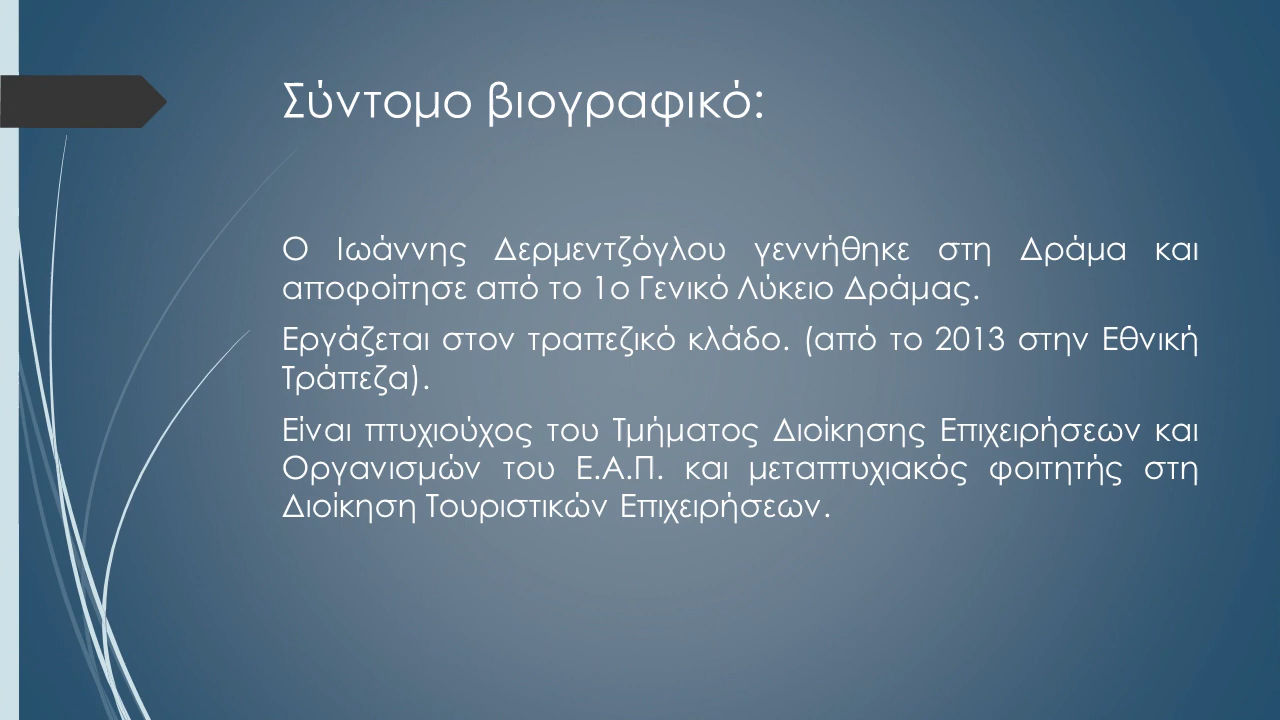 Σύντομο βιογραφικό:
Ο Ιωάννης Δερμεντζόγλου γεννήθηκε στη Δράμα και
αποφοίτησε από το 1ο Γενικό Λύκειο Δράμας.
Εργάζεται στον τραπεζικό κλάδο. (από το 2013 στην Εθνική
Τράπεζα).
Είναι πτυχιούχος του Τμήματος Διοίκησης Επιχειρήσεων και
Οργανισμών του Ε.Α.Π. και μεταπτυχιακός φοιτητής στη
Διοίκηση Τουριστικών Επιχειρήσεων.